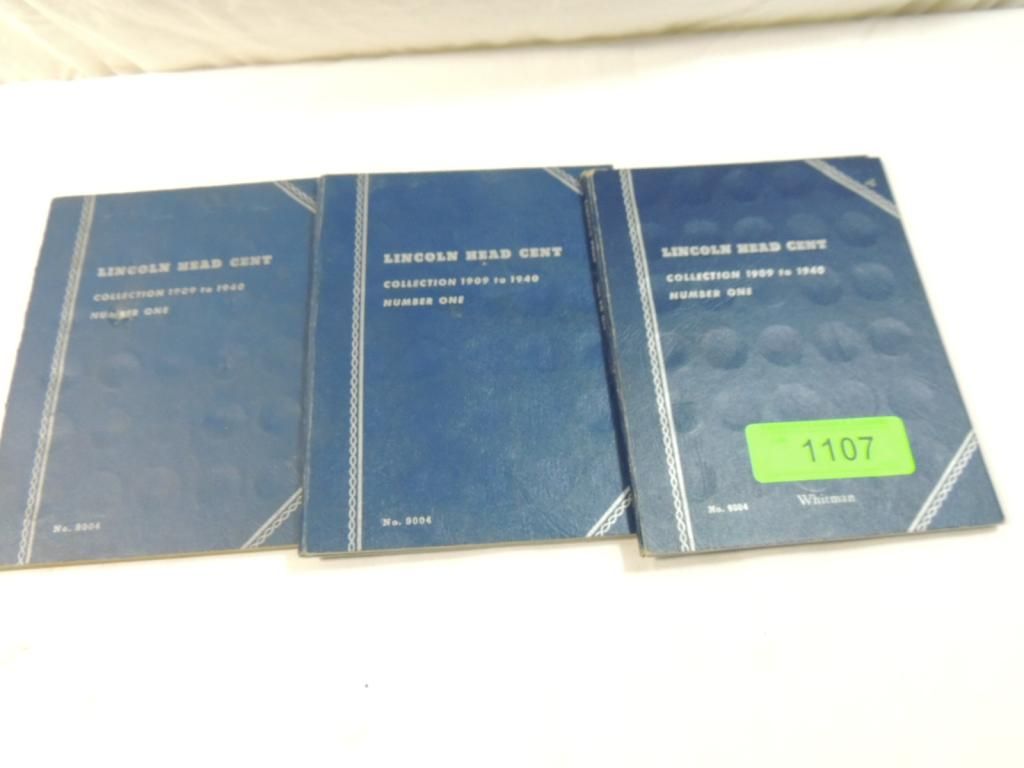 LINCOLN HEAD CENT
COLLECTION 1909 to 1940
NUMBER ONE
No. 9004
LINCOLN HEAD CENT
COLLECTION 1909 to 1940
NUMBER ONE
No. 9004
LINCOLN HEAD CENT
COLLECTION 1909 to 1940
NUMBER ONE
1107
Whitman
No. 9004